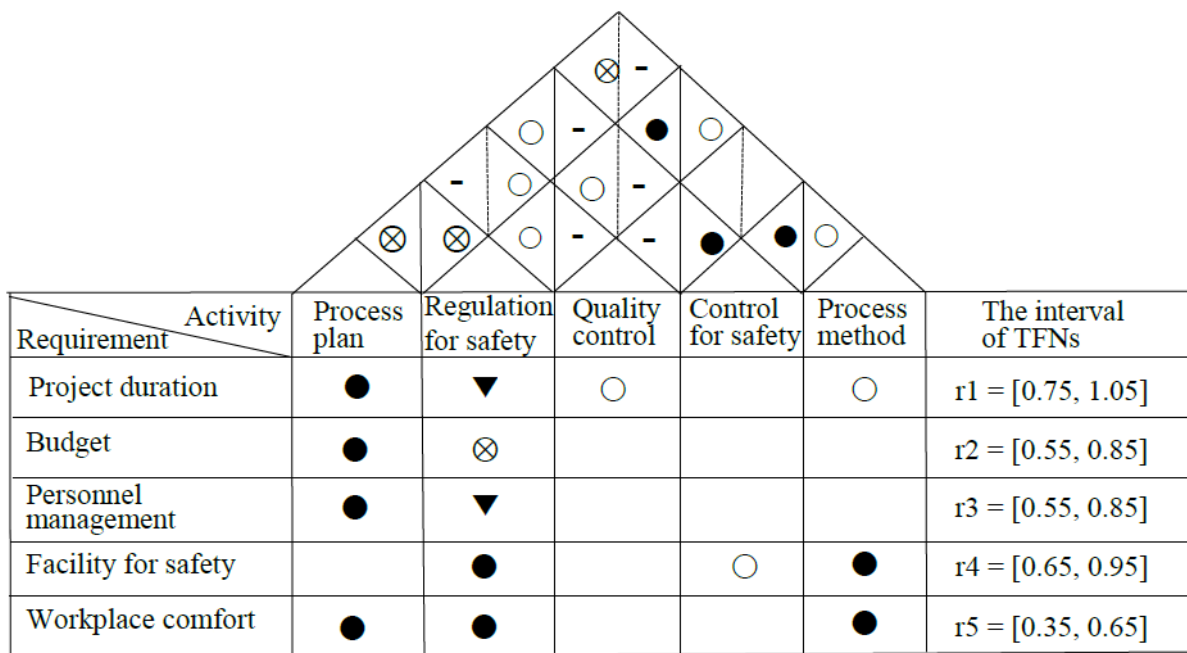 Activity
Requirement
Process
plan
Regulation
for safety
Quality
control
Control
for safety
Process
method
The interval
of TFNs
Project duration
r1 = [0.75, 1.05]
Budget
r2 = [0.55, 0.85]
Personnel
management
r3 = [0.55, 0.85]
Facility for safety
r4 = [0.65, 0.95]
Workplace comfort
r5 = [0.35, 0.65]